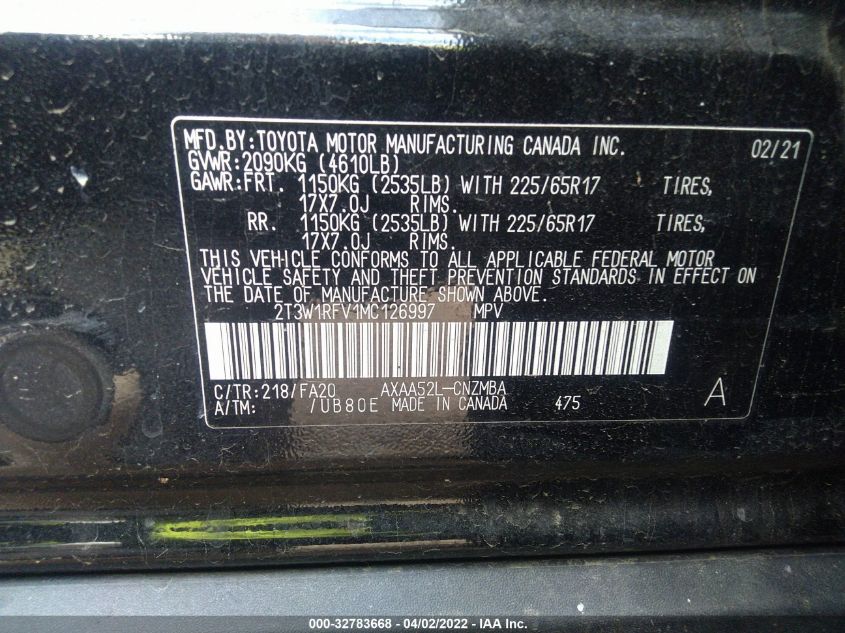 MFD.BY:TOYOTA MOTOR MANUFACTURING CANADA INC. 02/21
GVWR:2090KG (4610LB)
GAWR:FRT. 1150KG (2535LB) WITH 225/65R17 TIRES,
17X7.0J RIMS.
RR. 1150KG (2535LB) WITH 225/65R17 TIRES,
17X7.0J RIMS.
THIS VEHICLE CONFORMS TO ALL APPLICABLE FEDERAL MOTOR
VEHICLE SAFETY AND THEFT PREVENTION STANDARDS IN EFFECT ON
THE DATE OF MANUFACTURE SHOWN ABOVE.
2T3W1RFV1MC126997 MPV
C/TR:218/FA20 AXAA52L-CNZMBA
A/TM: /UB80E MADE IN CANADA 475 A
000-32783668 - 04/02/2022 - IAA Inc.